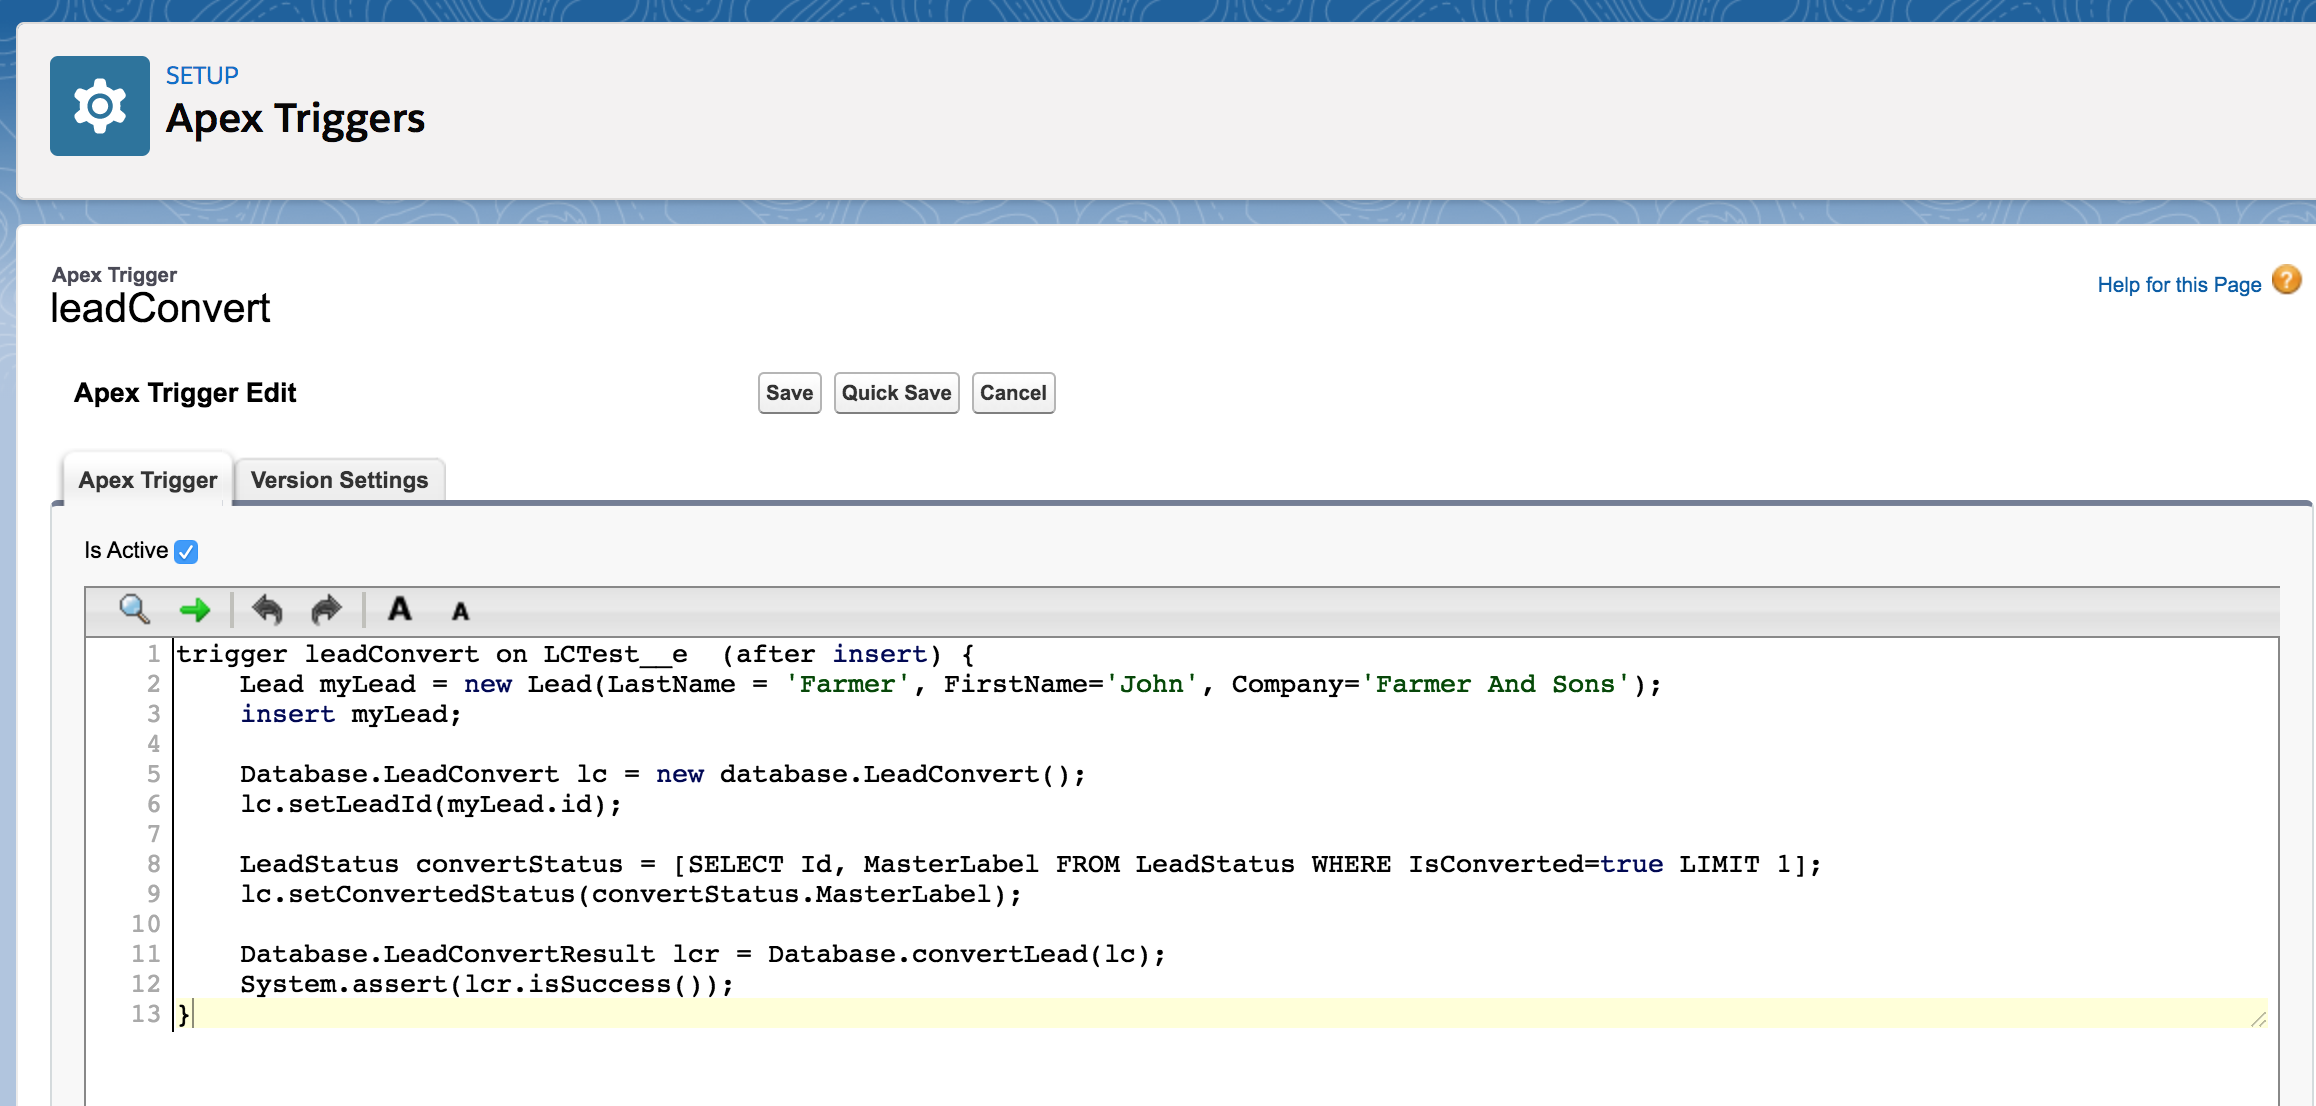 SETUP
Apex Triggers
Apex Trigger
leadConvert
Help for this Page ?
Apex Trigger Edit
Save Quick Save Cancel
Apex Trigger Version Settings
Is Active
A A
1 trigger leadConvert on LCTest__e  (after insert) {
2     Lead myLead = new Lead(LastName = 'Farmer', FirstName='John', Company='Farmer And Sons');
3     insert myLead;
4
5     Database.LeadConvert lc = new database.LeadConvert();
6     lc.setLeadId(myLead.id);
7
8     LeadStatus convertStatus = [SELECT Id, MasterLabel FROM LeadStatus WHERE IsConverted=true LIMIT 1];
9     lc.setConvertedStatus(convertStatus.MasterLabel);
10
11     Database.LeadConvertResult lcr = Database.convertLead(lc);
12     System.assert(lcr.isSuccess());
13 }